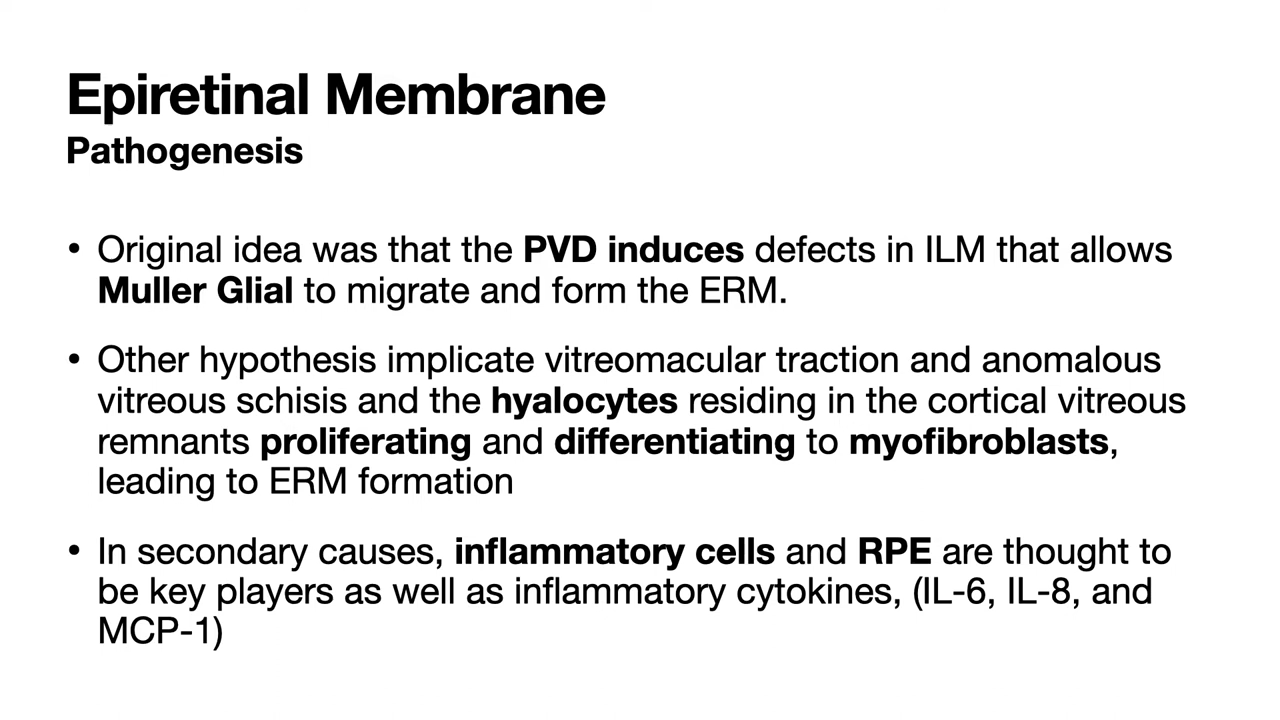 Epiretinal Membrane
Pathogenesis
• Original idea was that the PVD induces defects in ILM that allows
Muller Glial to migrate and form the ERM.
• Other hypothesis implicate vitreomacular traction and anomalous
vitreous schisis and the hyalocytes residing in the cortical vitreous
remnants proliferating and differentiating to myofibroblasts,
leading to ERM formation
• In secondary causes, inflammatory cells and RPE are thought to
be key players as well as inflammatory cytokines, (IL-6, IL-8, and
MCP-1)